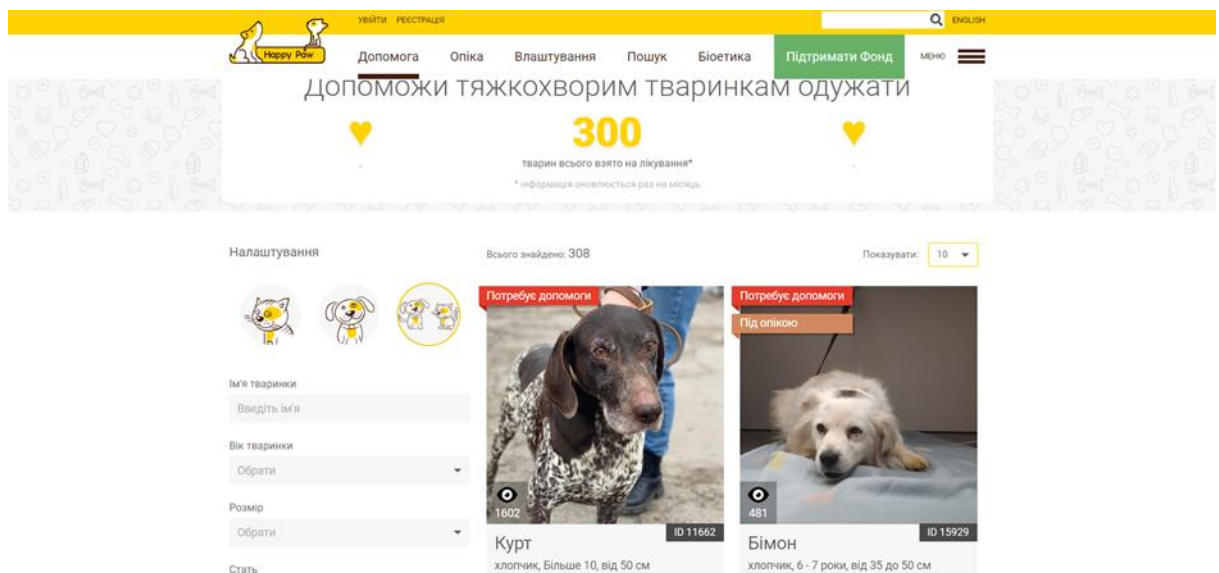 УВІЙТИ РЕЄСТРАЦІЯ
ENGLISH
Happy Paw
Допомога Опіка Влаштування Пошук Біоетика Підтримати Фонд МЕНЮ
Допоможи тяжкохворим тваринкам одужати
300
тварин всього взято на лікування*
* інформація оновлюється раз на місяць
Налаштування
Всього знайдено: 308
Показувати: 10
Ім'я тваринки
Введіть ім'я
Вік тваринки
Обрати
Розмір
Обрати
Стать
Потребує допомоги
1602
ID 11662
Курт
хлопчик, Більше 10, від 50 см
Потребує допомоги
Під опікою
481
ID 15929
Бімон
хлопчик, 6 - 7 роки, від 35 до 50 см